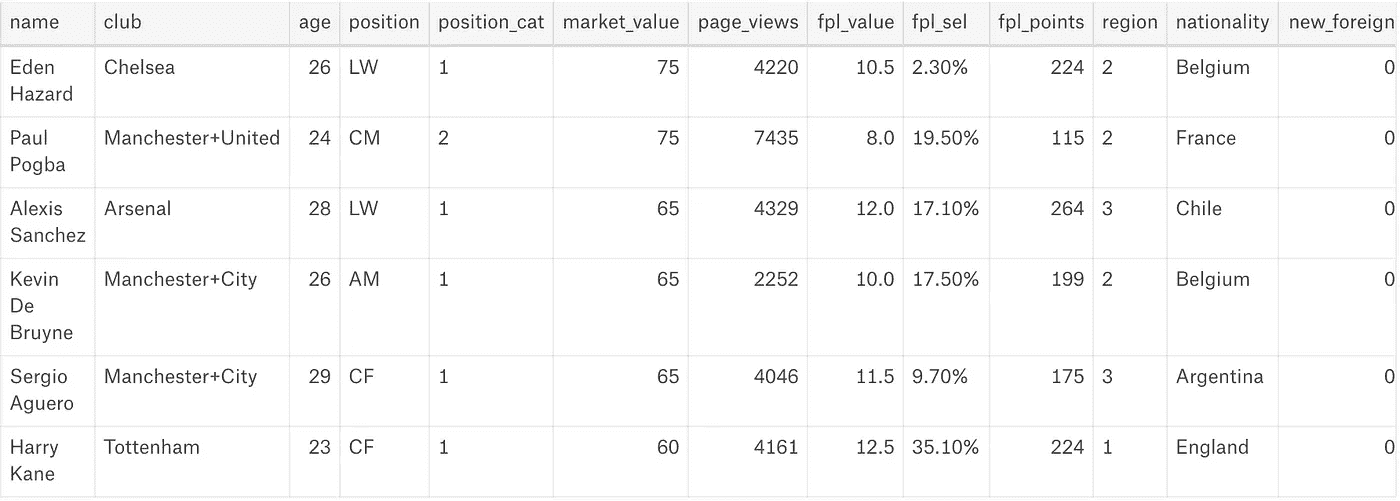 name club age position position_cat market_value page_views fpl_value fpl_sel fpl_points region nationality new_foreign
Eden Chelsea 26 LW 1 75 4220 10.5 2.30% 224 2 Belgium 0
Hazard
Paul Manchester+United 24 CM 2 75 7435 8.0 19.50% 115 2 France 0
Pogba
Alexis Arsenal 28 LW 1 65 4329 12.0 17.10% 264 3 Chile 0
Sanchez
Kevin Manchester+City 26 AM 1 65 2252 10.0 17.50% 199 2 Belgium 0
De
Bruyne
Sergio Manchester+City 29 CF 1 65 4046 11.5 9.70% 175 3 Argentina 0
Aguero
Harry Tottenham 23 CF 1 60 4161 12.5 35.10% 224 1 England 0
Kane